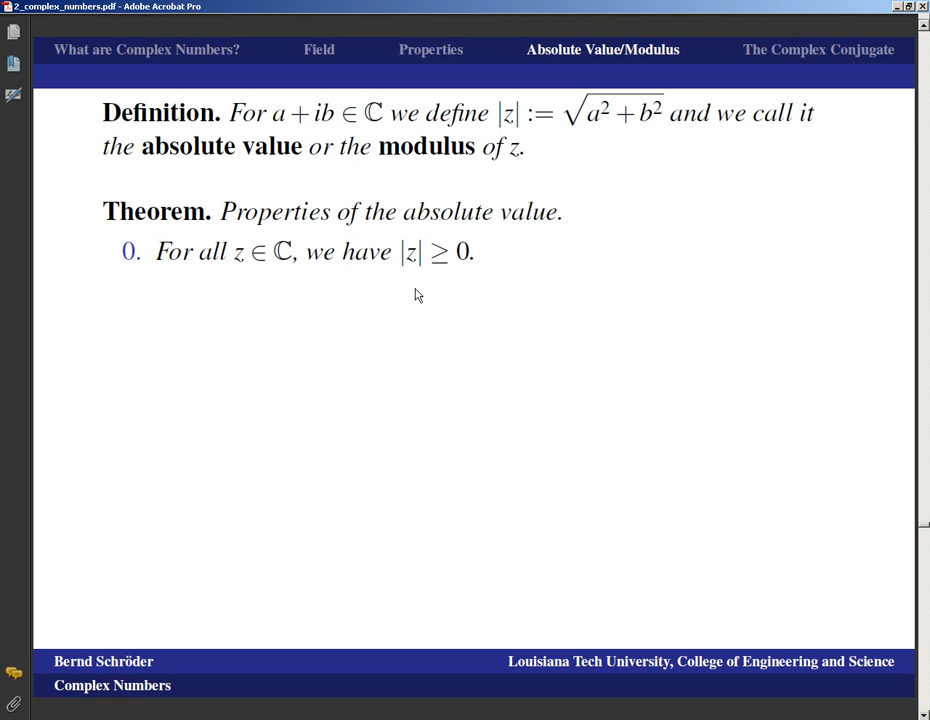 2_complex_numbers.pdf - Adobe Acrobat Pro
What are Complex Numbers? Field Properties Absolute Value/Modulus The Complex Conjugate
Definition. For a + ib ∈ ℂ we define |z| := √(a² + b²) and we call it
the absolute value or the modulus of z.
Theorem. Properties of the absolute value.
0. For all z ∈ ℂ, we have |z| ≥ 0.
Bernd Schröder Louisiana Tech University, College of Engineering and Science
Complex Numbers